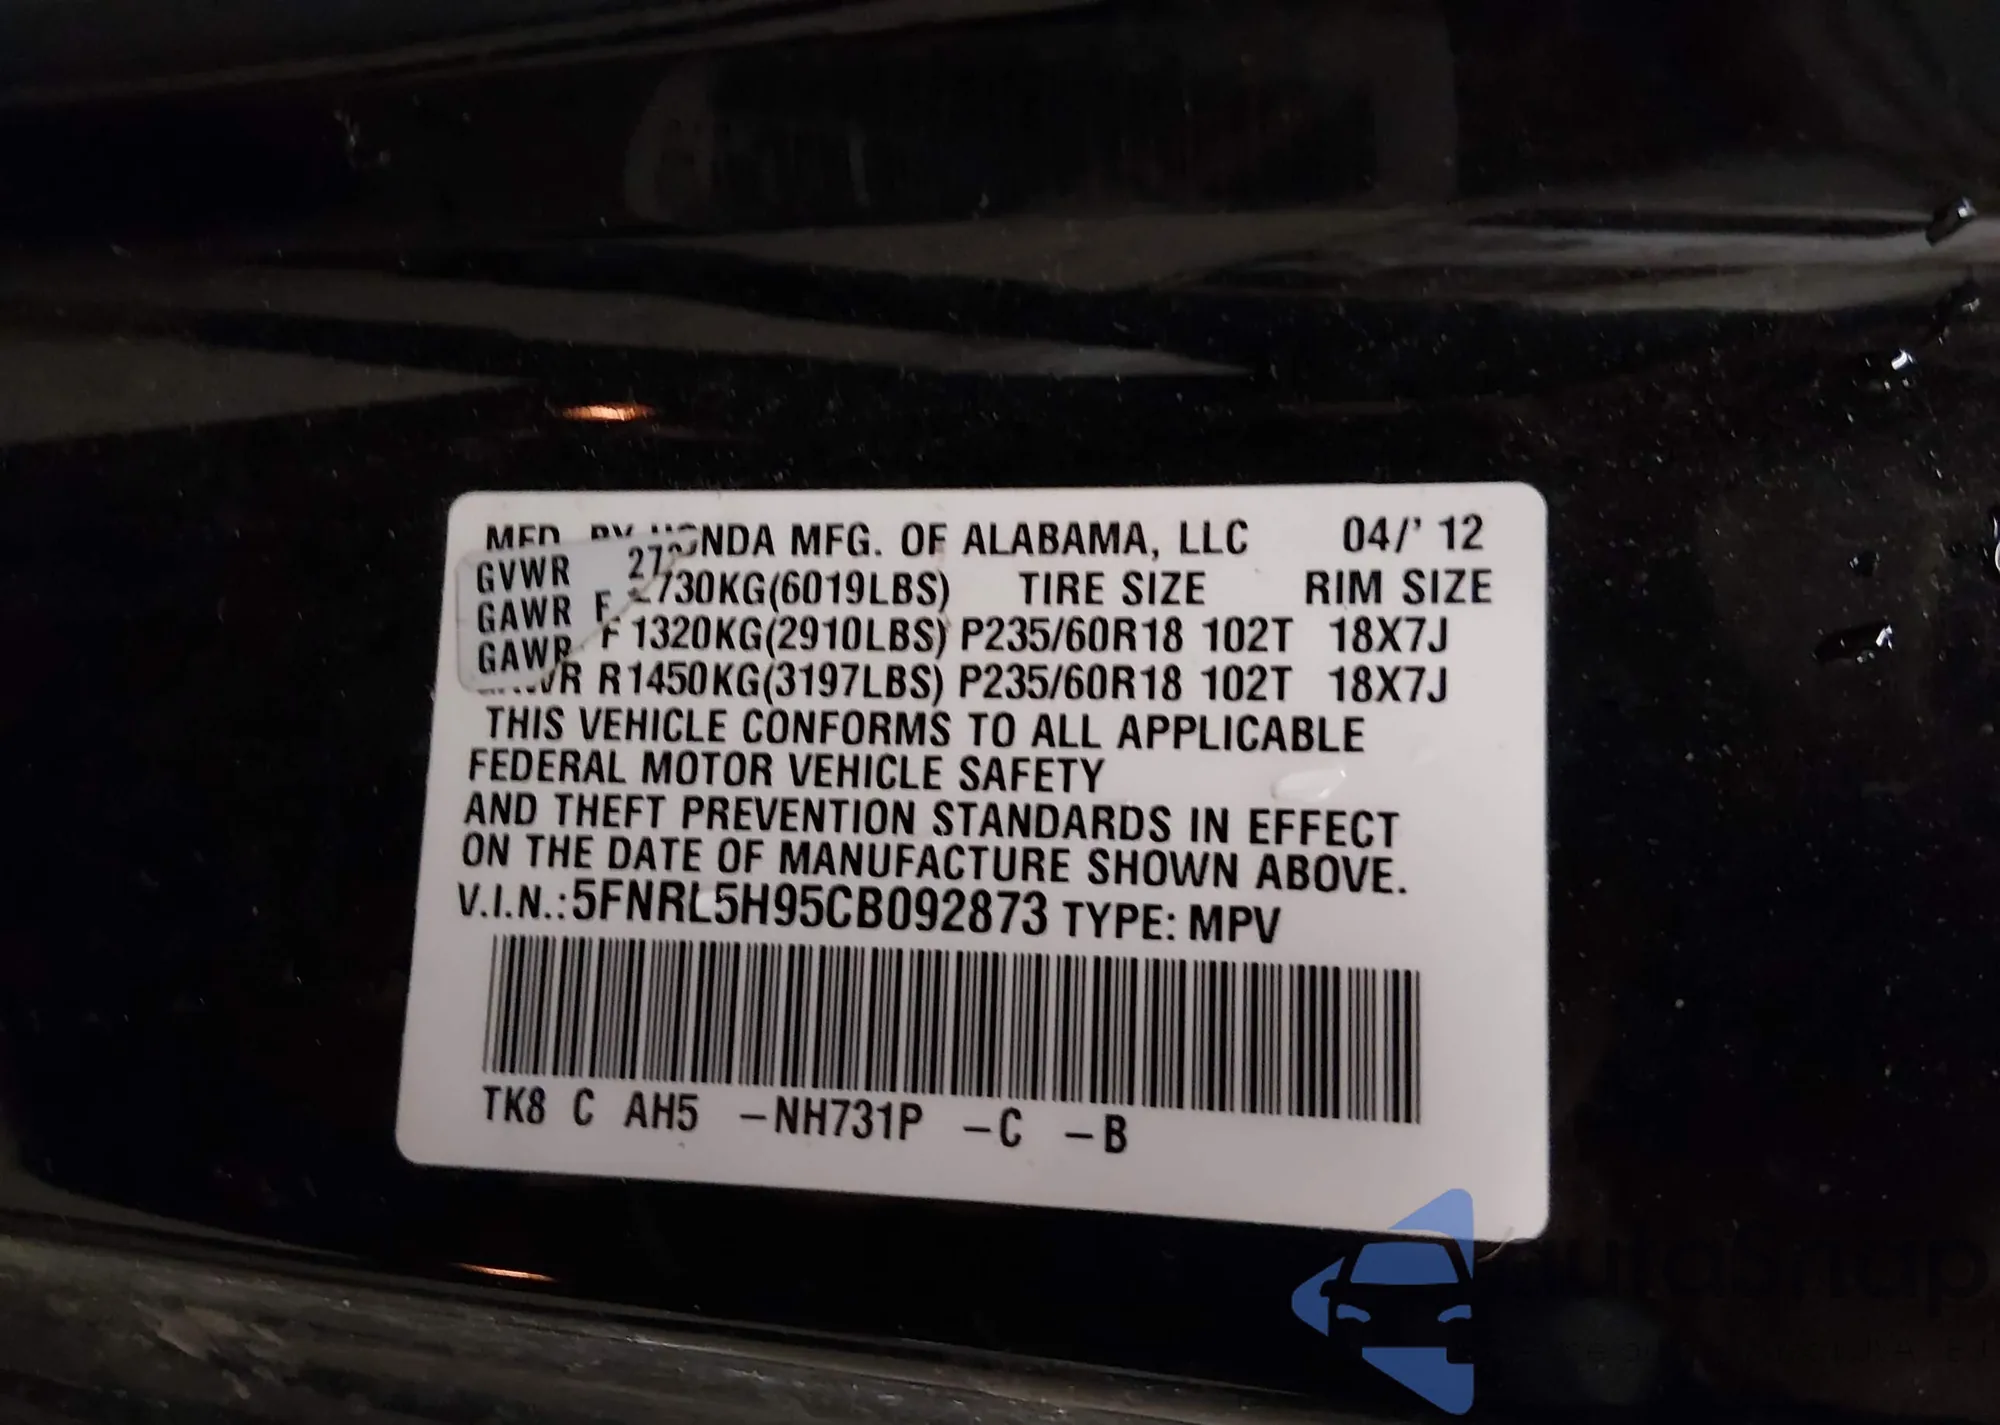 MFD. BY HONDA MFG. OF ALABAMA, LLC 04/' 12
GVWR 2730KG(6019LBS) TIRE SIZE RIM SIZE
GAWR F 1320KG(2910LBS) P235/60R18 102T 18X7J
GAWR R1450KG(3197LBS) P235/60R18 102T 18X7J
THIS VEHICLE CONFORMS TO ALL APPLICABLE
FEDERAL MOTOR VEHICLE SAFETY
AND THEFT PREVENTION STANDARDS IN EFFECT
ON THE DATE OF MANUFACTURE SHOWN ABOVE.
V.I.N.:5FNRL5H95CB092873 TYPE: MPV
TK8 C AH5 –NH731P –C –B